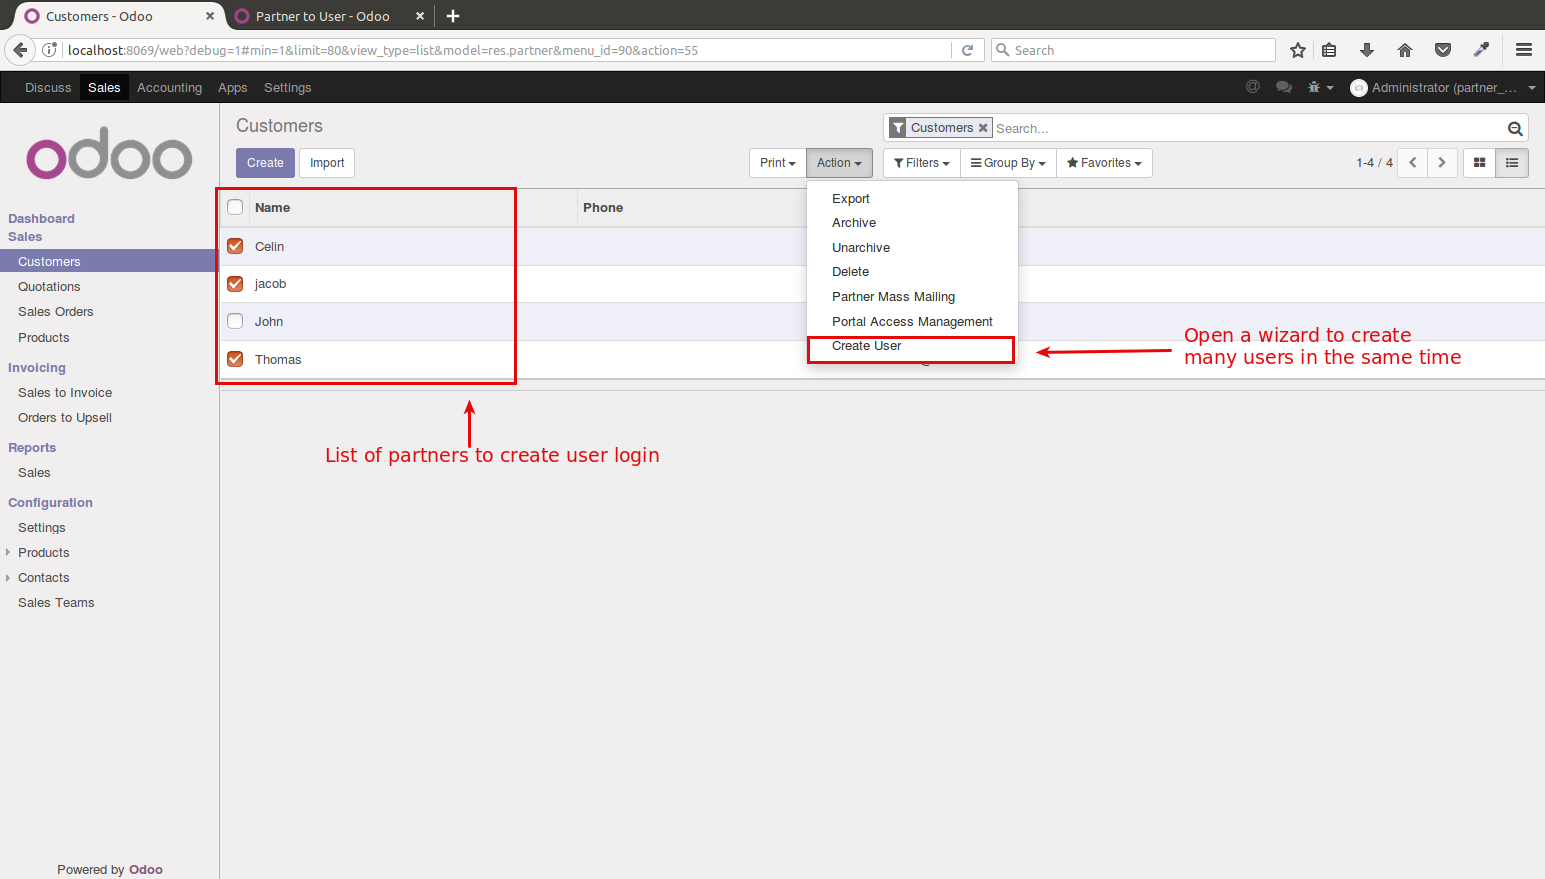 Customers - Odoo
Partner to User - Odoo
localhost:8069/web?debug=1#min=1&limit=80&view_type=list&model=res.partner&menu_id=90&action=55
Search
Discuss Sales Accounting Apps Settings
@ Administrator (partner_...
odoo
Customers
Customers Search...
Create Import
Print Action Filters Group By Favorites
1-4 / 4
Export
Archive
Unarchive
Delete
Partner Mass Mailing
Portal Access Management
Create User
Name Phone
Celin
jacob
John
Thomas
Open a wizard to create
many users in the same time
List of partners to create user login
Dashboard
Sales
Customers
Quotations
Sales Orders
Products
Invoicing
Sales to Invoice
Orders to Upsell
Reports
Sales
Configuration
Settings
Products
Contacts
Sales Teams
Powered by Odoo